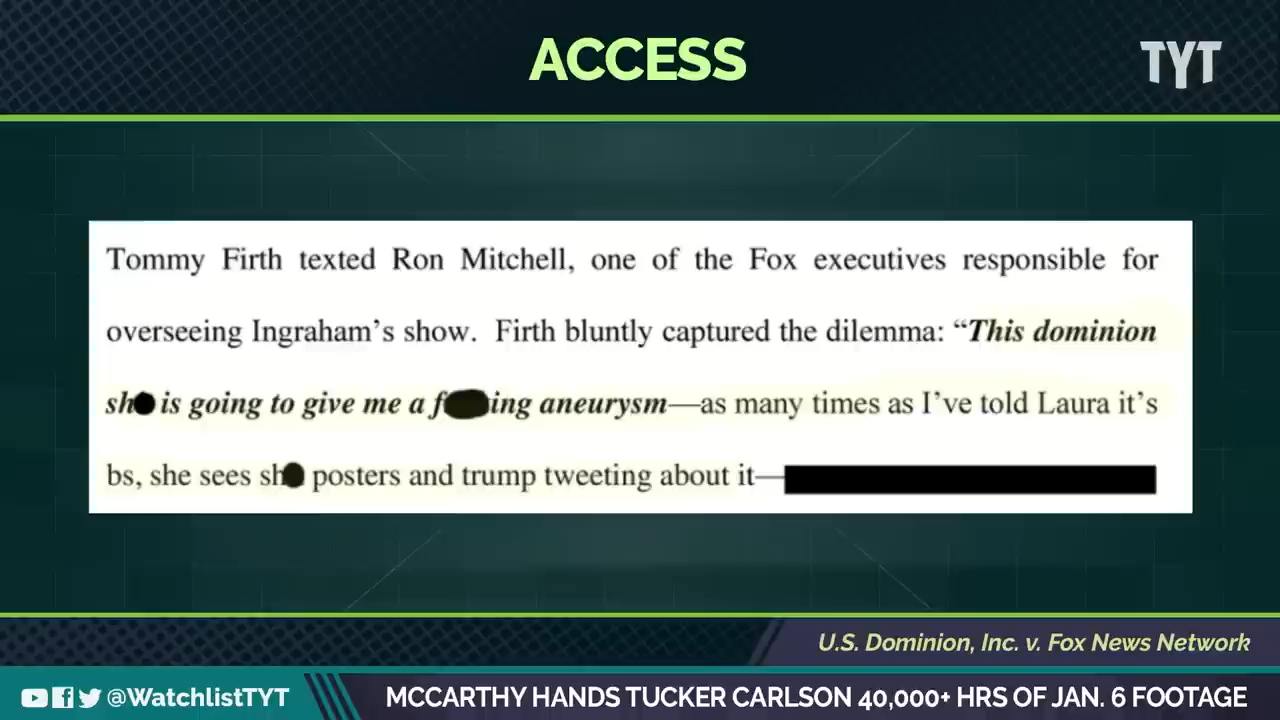 ACCESS
TYT
Tommy Firth texted Ron Mitchell, one of the Fox executives responsible for
overseeing Ingraham’s show. Firth bluntly captured the dilemma: “This dominion
sh is going to give me a f ing aneurysm—as many times as I’ve told Laura it’s
bs, she sees sh posters and trump tweeting about it—
U.S. Dominion, Inc. v. Fox News Network
@WatchlistTYT
MCCARTHY HANDS TUCKER CARLSON 40,000+ HRS OF JAN. 6 FOOTAGE